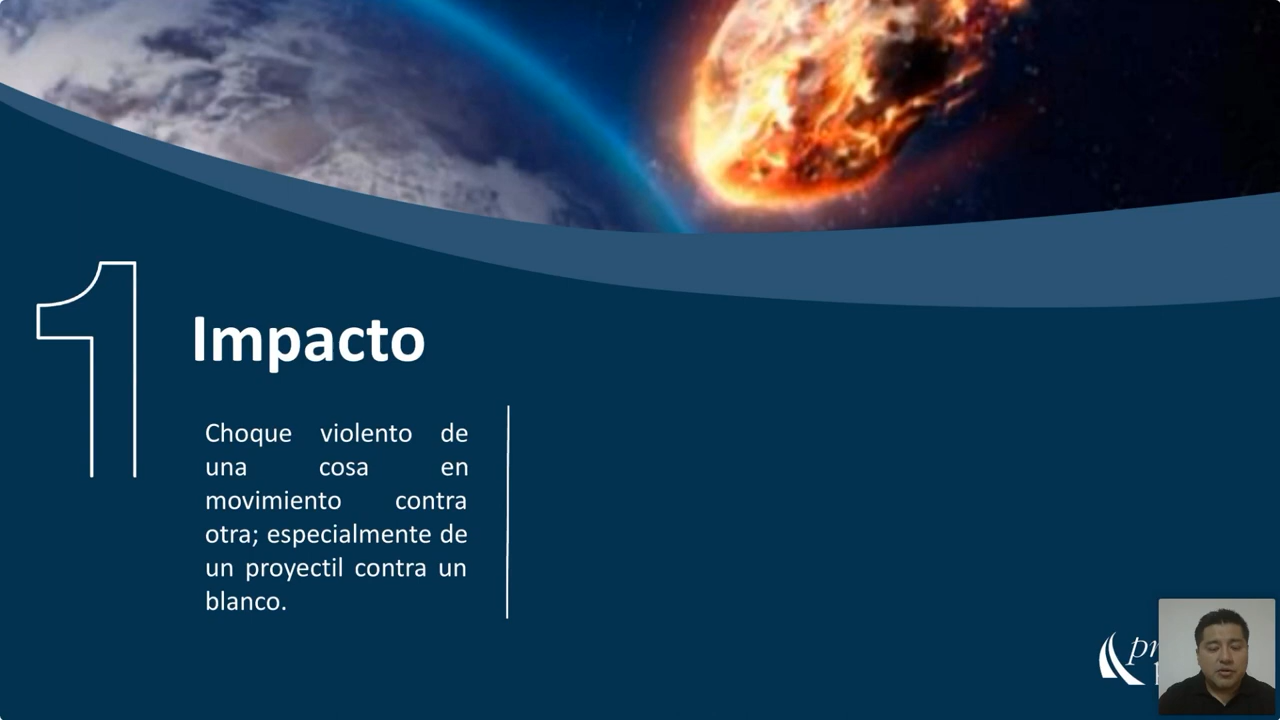 1
Impacto
Choque violento de
una cosa en
movimiento contra
otra; especialmente de
un proyectil contra un
blanco.